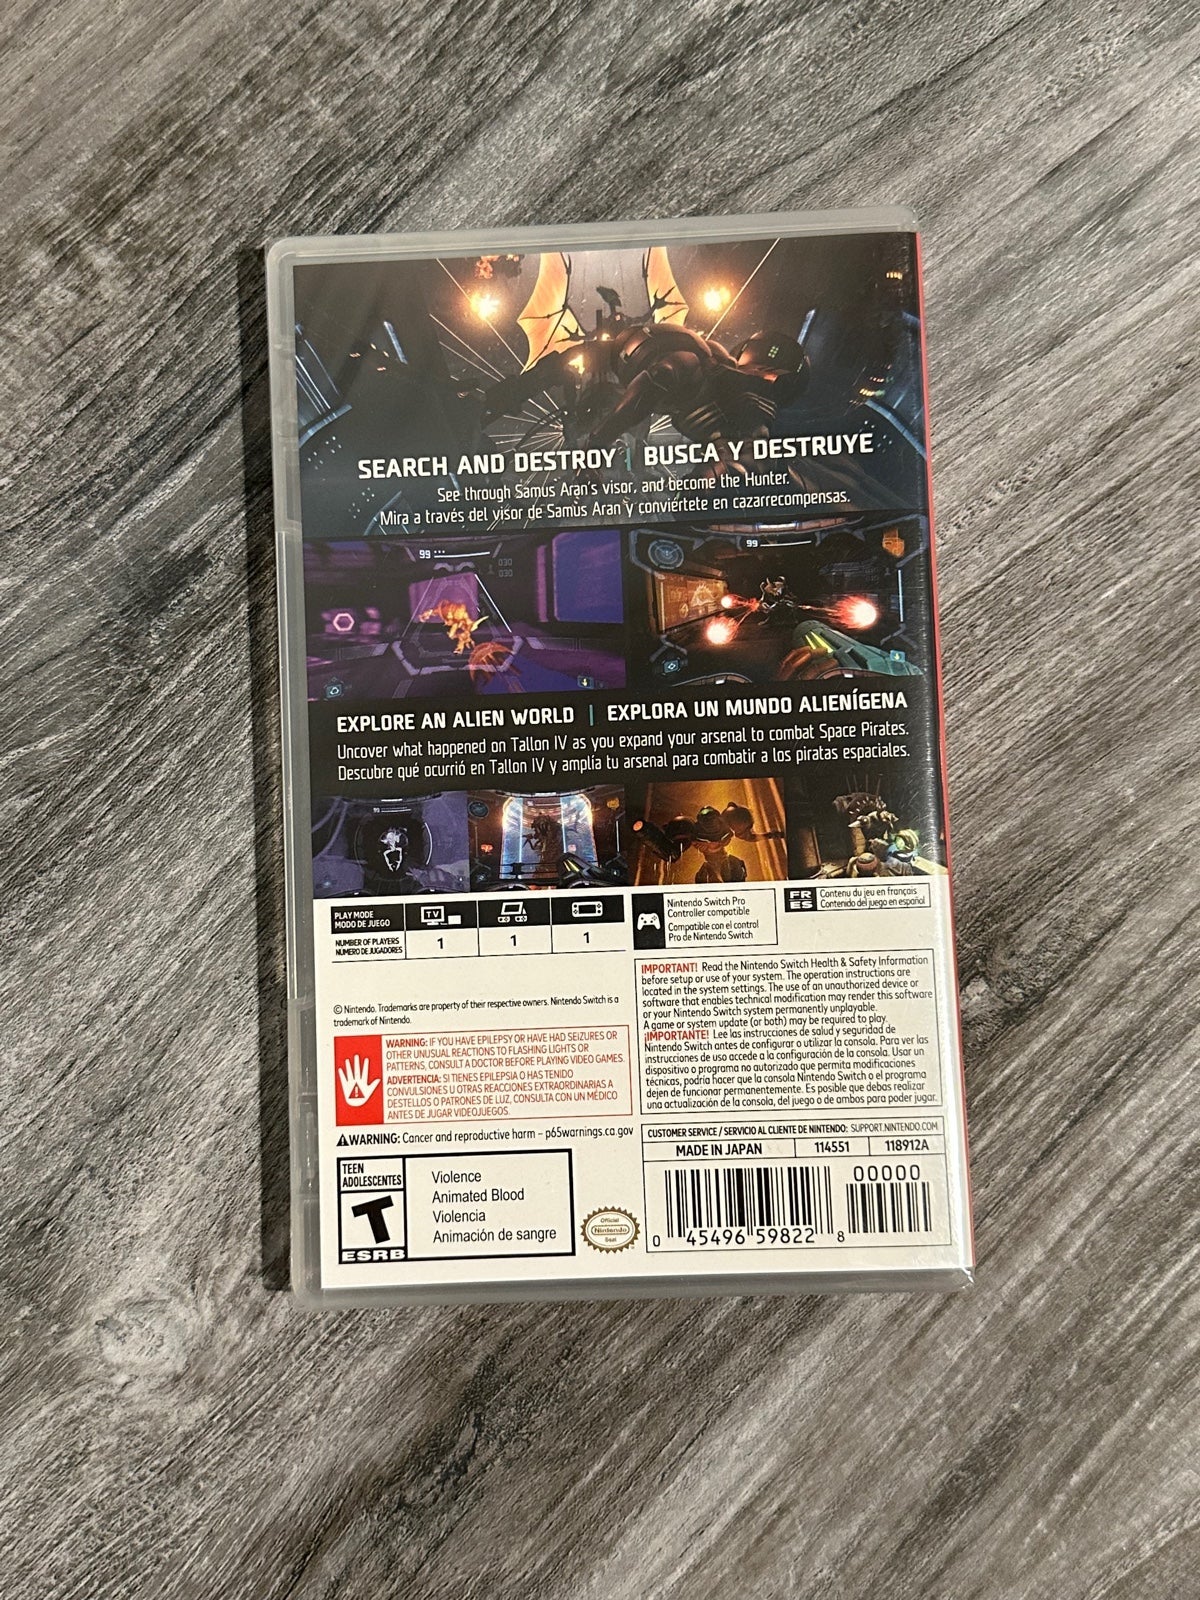 SEARCH AND DESTROY | BUSCA Y DESTRUYE
See through Samus Aran's visor, and become the Hunter.
Mira a través del visor de Samus Aran y conviértete en cazarrecompensas.
99
030
030
99
EXPLORE AN ALIEN WORLD | EXPLORA UN MUNDO ALIENÍGENA
Uncover what happened on Tallon IV as you expand your arsenal to combat Space Pirates.
Descubre qué ocurrió en Tallon IV y amplía tu arsenal para combatir a los piratas espaciales.
PLAY MODE
MODO DE JUEGO
TV
NUMBER OF PLAYERS
NÚMERO DE JUGADORES
1
1
1
Nintendo Switch Pro
Controller compatible
Compatible con el control
Pro de Nintendo Switch
FR
ES
Contenu du jeu en français
Contenido del juego en español
© Nintendo. Trademarks are property of their respective owners. Nintendo Switch is a
trademark of Nintendo.
WARNING: IF YOU HAVE EPILEPSY OR HAVE HAD SEIZURES OR
OTHER UNUSUAL REACTIONS TO FLASHING LIGHTS OR
PATTERNS, CONSULT A DOCTOR BEFORE PLAYING VIDEO GAMES.
ADVERTENCIA: SI TIENES EPILEPSIA O HAS TENIDO
CONVULSIONES U OTRAS REACCIONES EXTRAORDINARIAS A
DESTELLOS O PATRONES DE LUZ, CONSULTA CON UN MÉDICO
ANTES DE JUGAR VIDEOJUEGOS.
WARNING: Cancer and reproductive harm – p65warnings.ca.gov
IMPORTANT! Read the Nintendo Switch Health & Safety Information
before setup or use of your system. The operation instructions are
located in the system settings. The use of an unauthorized device or
software that enables technical modification may render this software
or your Nintendo Switch system permanently unplayable.
A game or system update (or both) may be required to play.
¡IMPORTANTE! Lee las instrucciones de salud y seguridad de
Nintendo Switch antes de configurar o utilizar la consola. Para ver las
instrucciones de uso accede a la configuración de la consola. Usar un
dispositivo o programa no autorizado que permita modificaciones
técnicas, podría hacer que la consola Nintendo Switch o el programa
dejen de funcionar permanentemente. Es posible que debas realizar
una actualización de la consola, del juego o de ambos para poder jugar.
CUSTOMER SERVICE / SERVICIO AL CLIENTE DE NINTENDO: SUPPORT.NINTENDO.COM
MADE IN JAPAN
114551
118912A
TEEN
ADOLESCENTES
T
ESRB
Violence
Animated Blood
Violencia
Animación de sangre
Official
Nintendo
Seal
00000
0 45496 59822 8